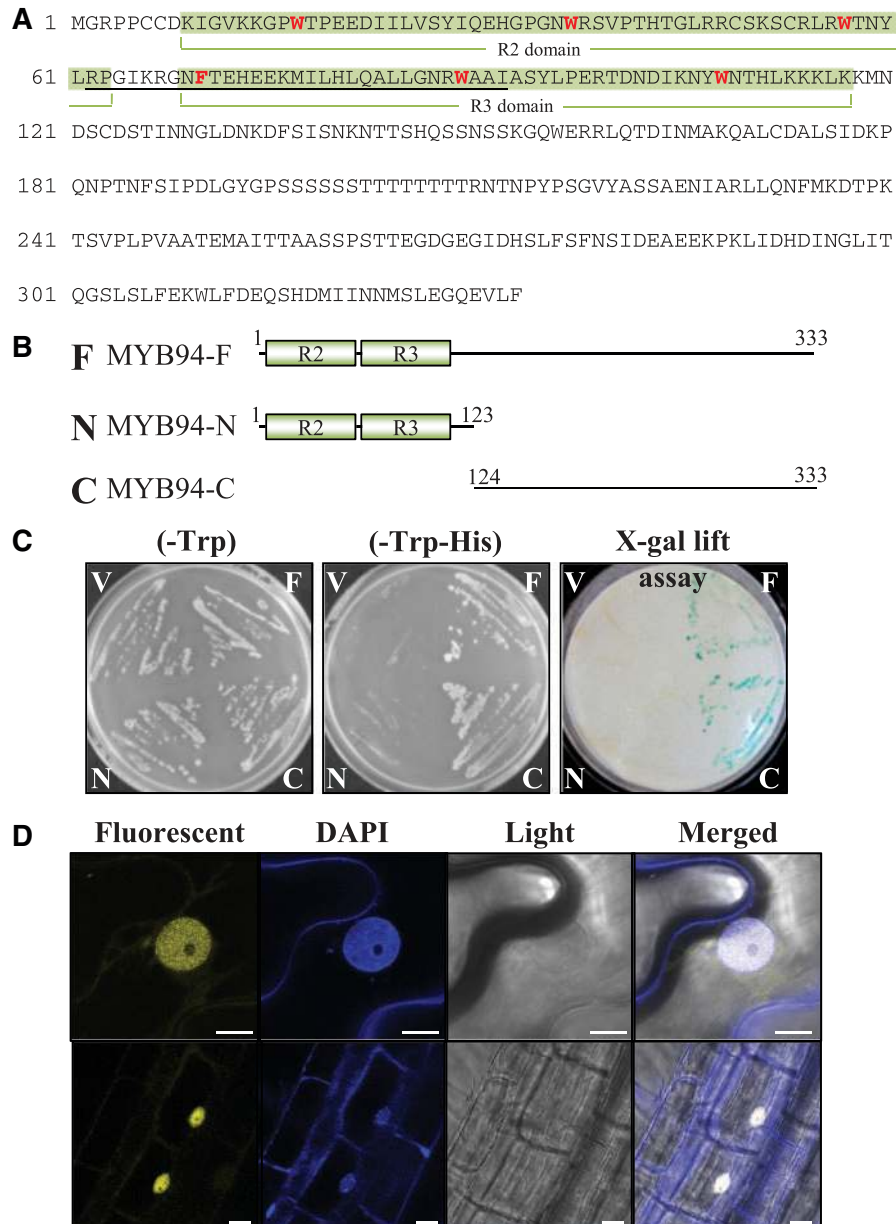 A
1 MGRPPCCDKIGVKKGPWTPEEDIILVSYIQEHGPGNWRSVPTHTGLRRCSKSCRLRWTNY
R2 domain
61 LRPGIKRGNFTEHEEKMILHLQALLGNRWAAIASYLPERTDNDIKNYWNTHLKKKLKKMN
R3 domain
121 DSCDSTINNGLDNKDFSISNKNTTSHQSSNSSKGQWERRLQTDINMAKQALCDALSIDKP
181 QNPTNFSIPDLGYGPSSSSSSTTTTTTTTRNTNPYPSGVYASSAENIARLLQNFMKDTPK
241 TSVPLPVAATEMAITTAASSPSTTEGDGEGIDHSLFSFNSIDEAEEKPKLIDHDINGLIT
301 QGSLSLFEKWLFDEQSHDMIINNMSLEGQEVLF
B
F MYB94-F 1 R2 R3 333
N MYB94-N 1 R2 R3 123
C MYB94-C 124 333
C
(-Trp) (-Trp-His) X-gal lift assay
V F V F V F
N C N C N C
D
Fluorescent DAPI Light Merged